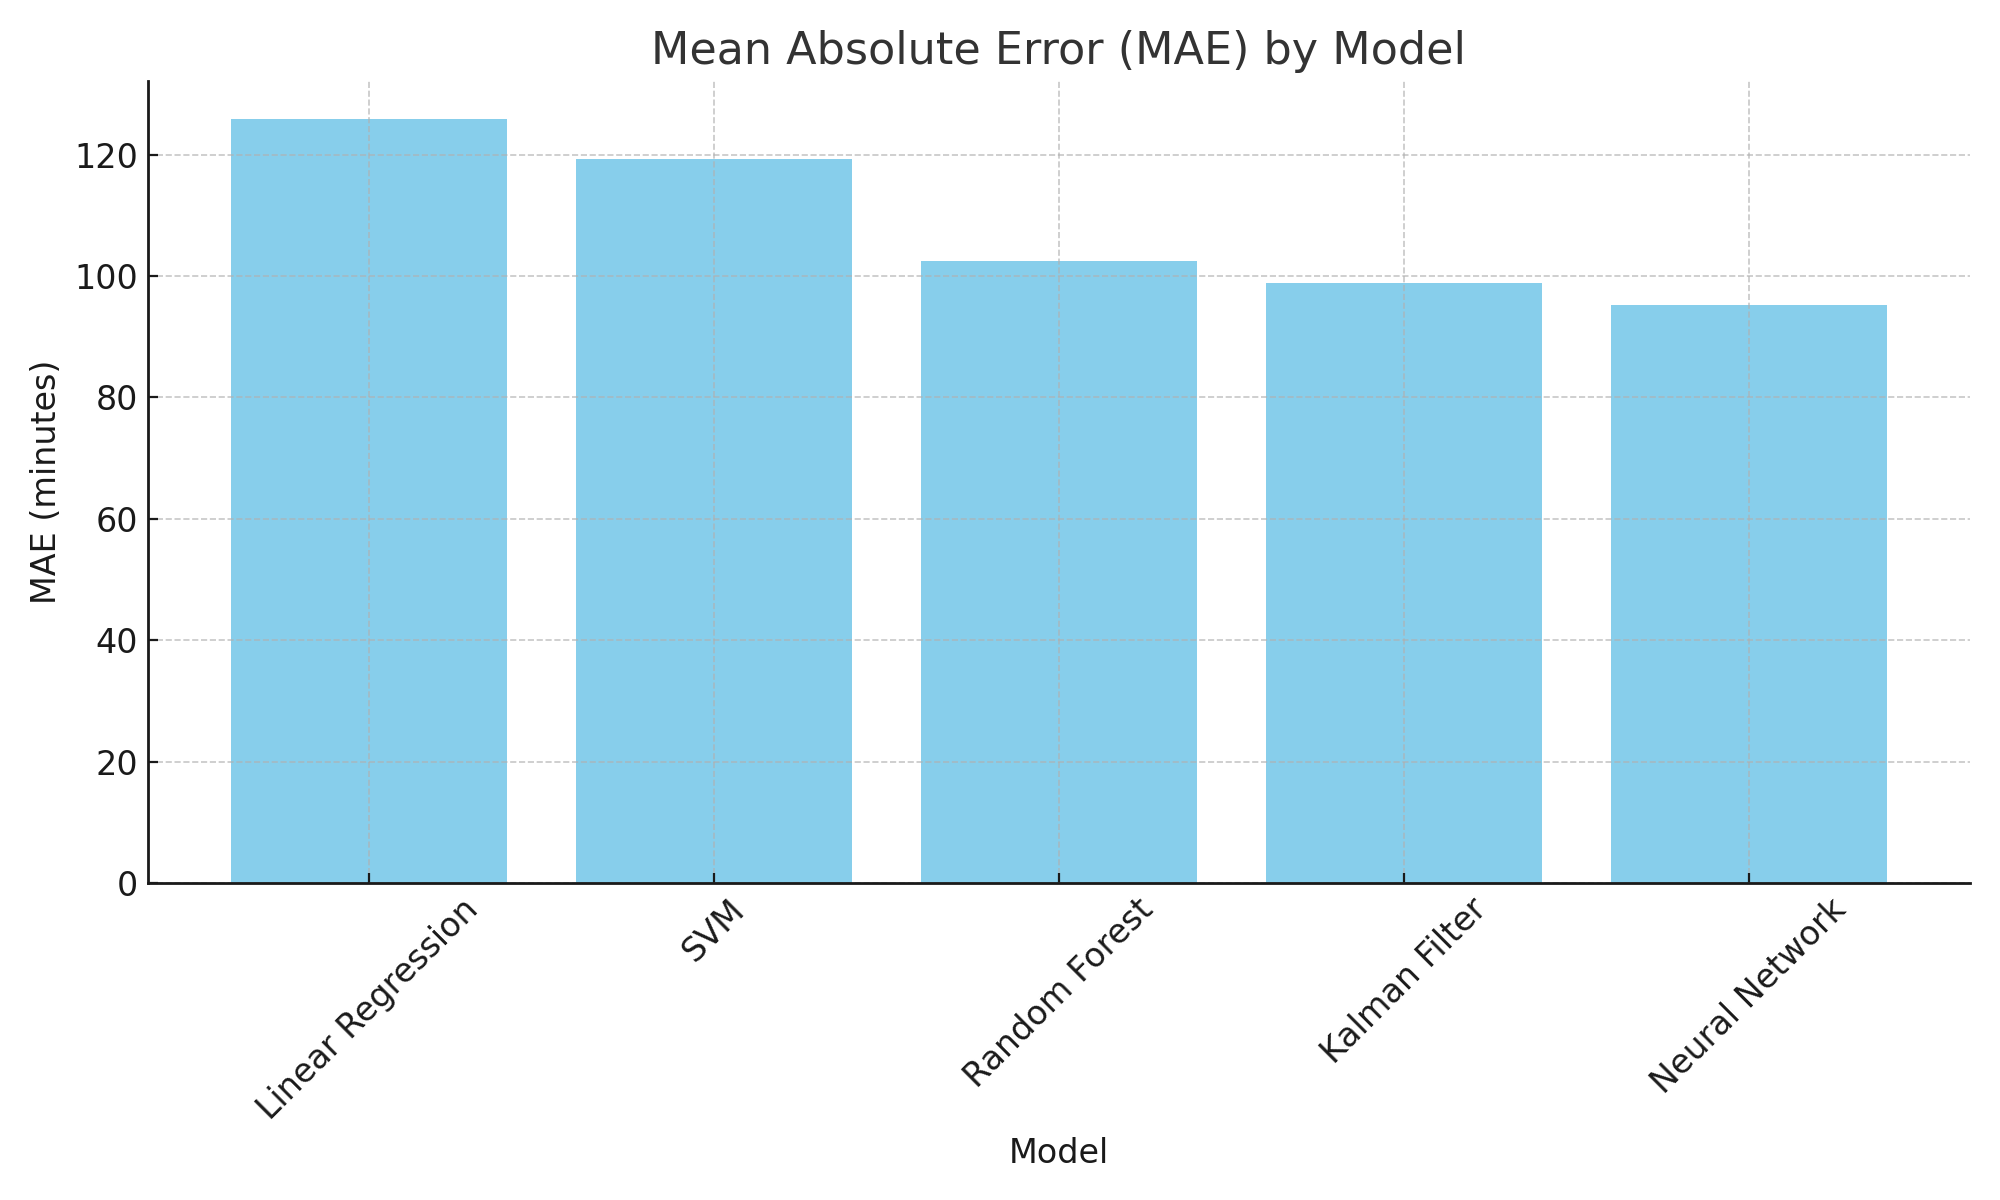 Mean Absolute Error (MAE) by Model
MAE (minutes)
120
100
80
60
40
20
0
Linear Regression
SVM
Random Forest
Kalman Filter
Neural Network
Model